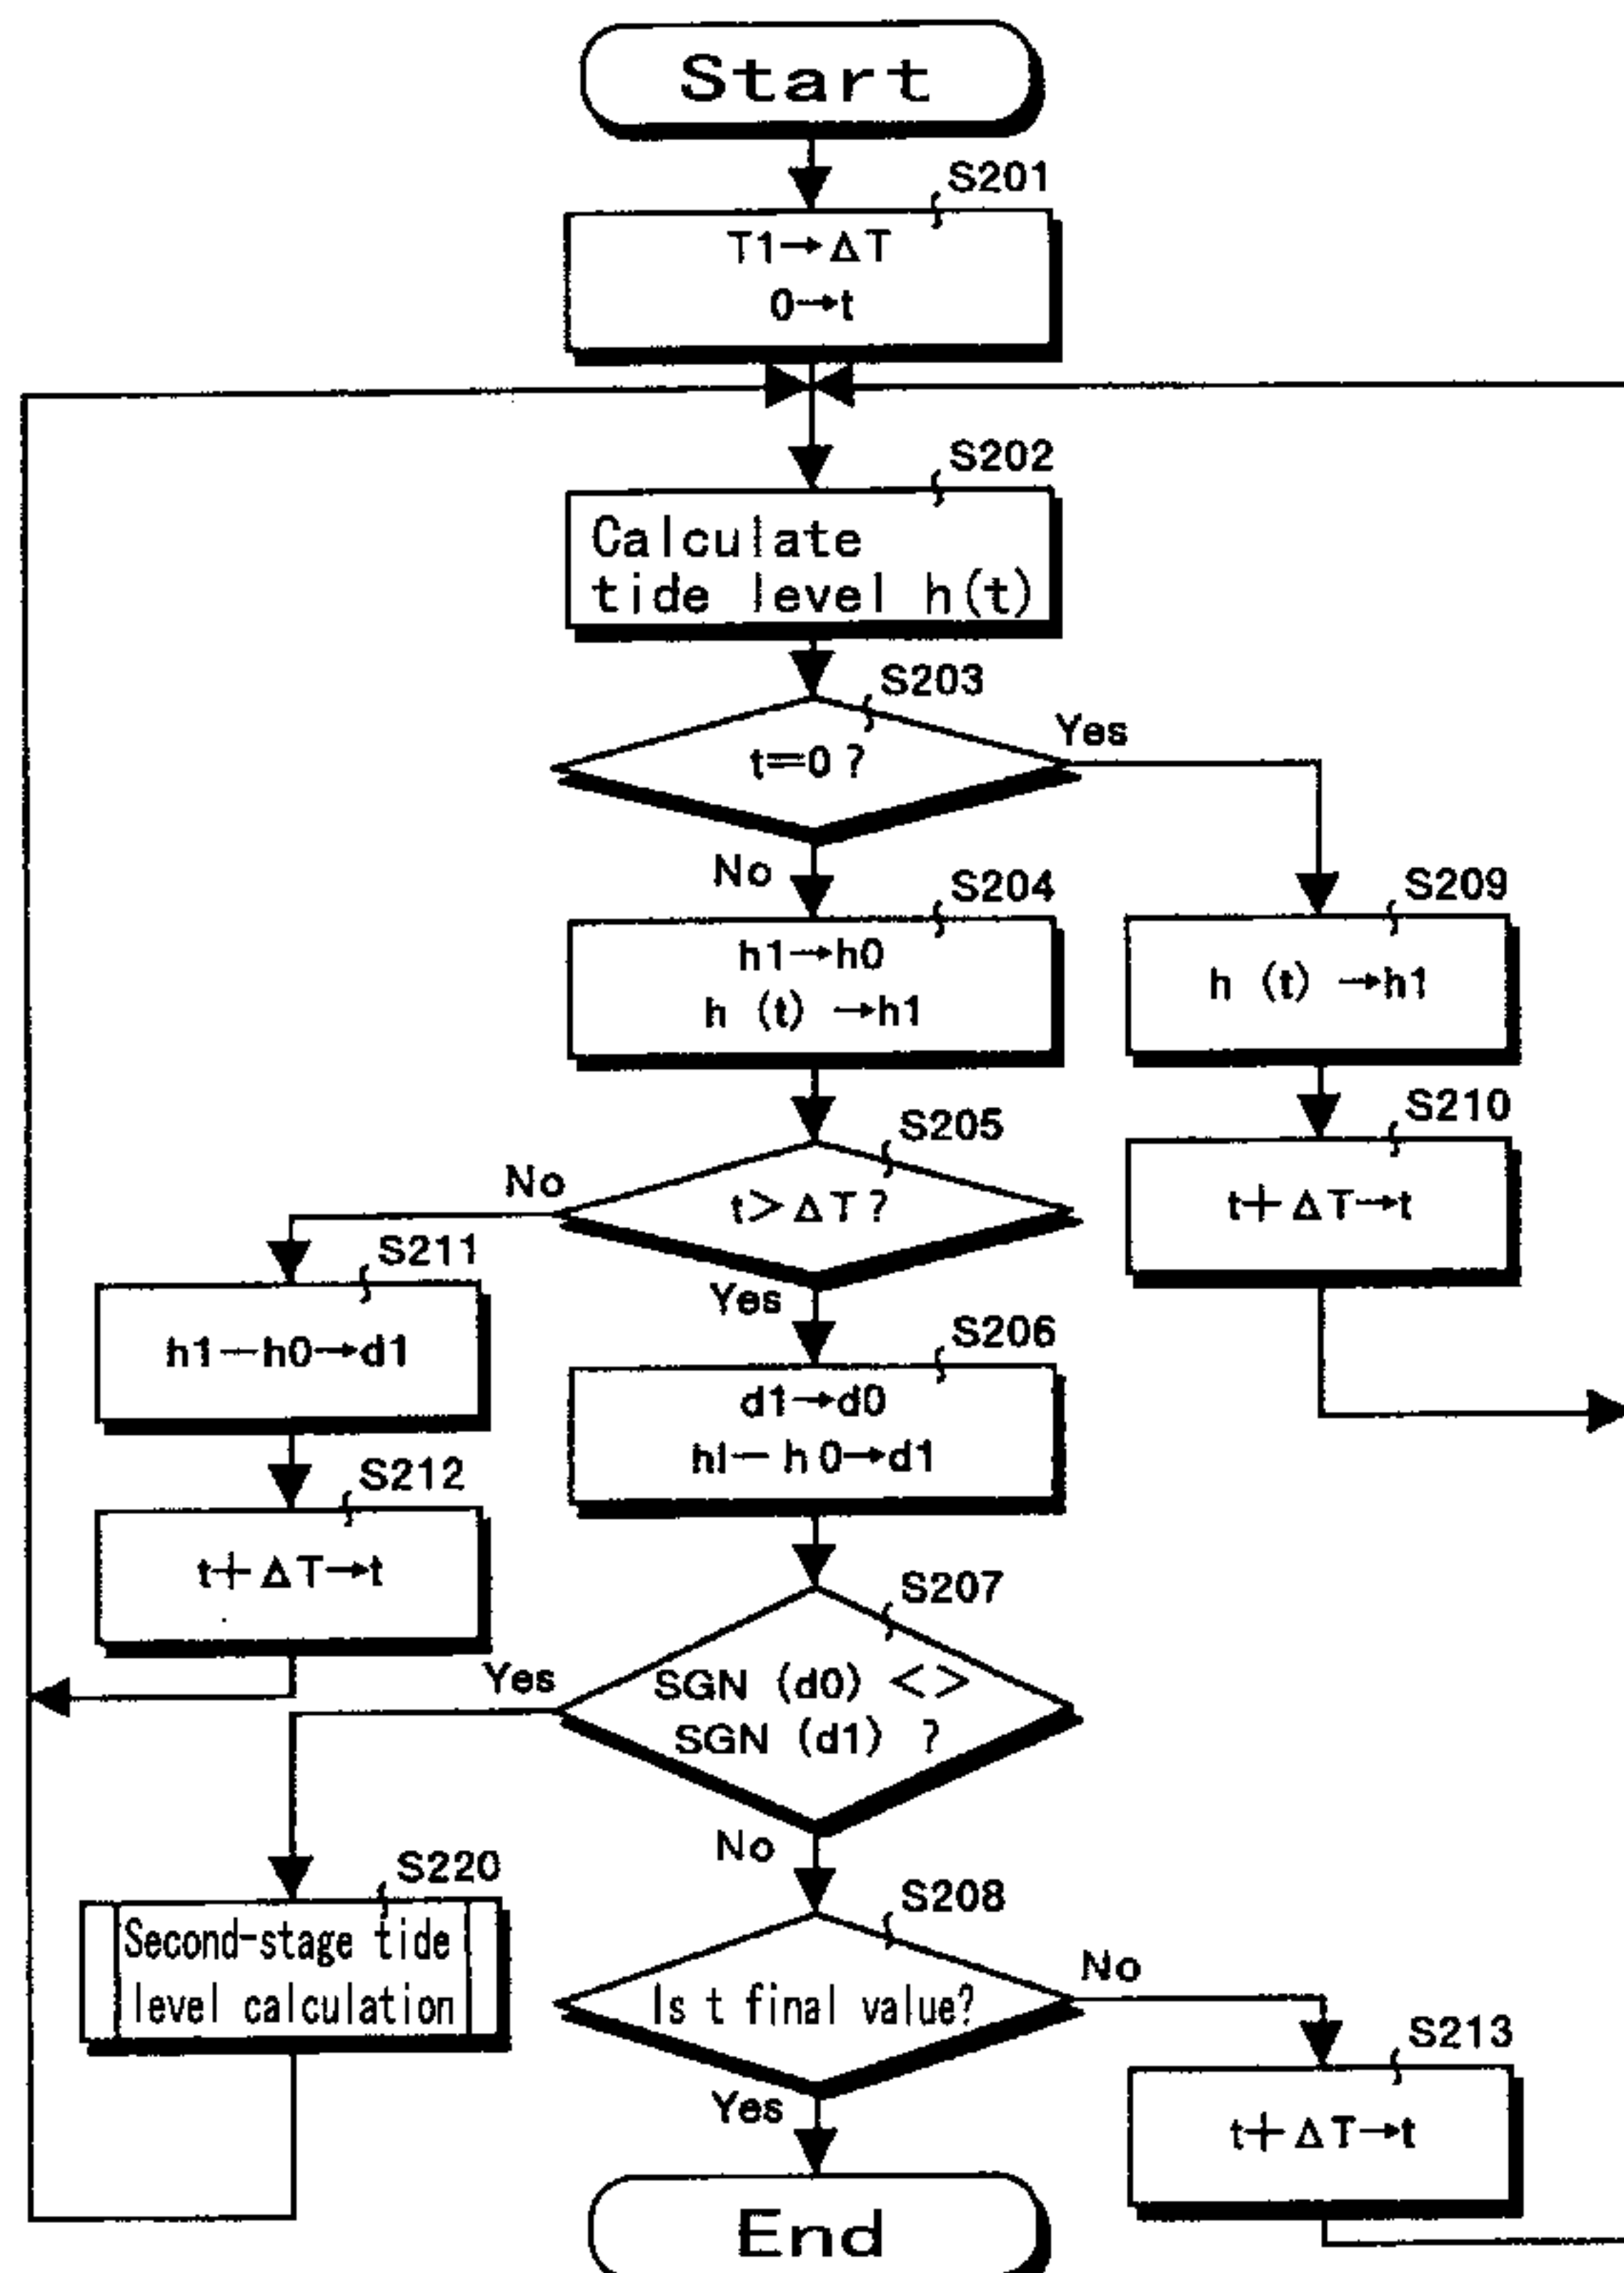 Start
S201
T1→ΔT
0→t
S202
Calculate
tide level h(t)
S203
t=0?
Yes
No
S204
h1→h0
h (t) →h1
S209
h (t) →h1
S205
t>ΔT?
No
Yes
S210
t+ΔT→t
S211
h1−h0→d1
S206
d1→d0
hl− h 0→d1
S212
t+ΔT→t
S207
SGN (d0) <>
SGN (d1) ?
Yes
No
S220
Second-stage tide
level calculation
S208
Is t final value?
No
Yes
S213
t+ΔT→t
End